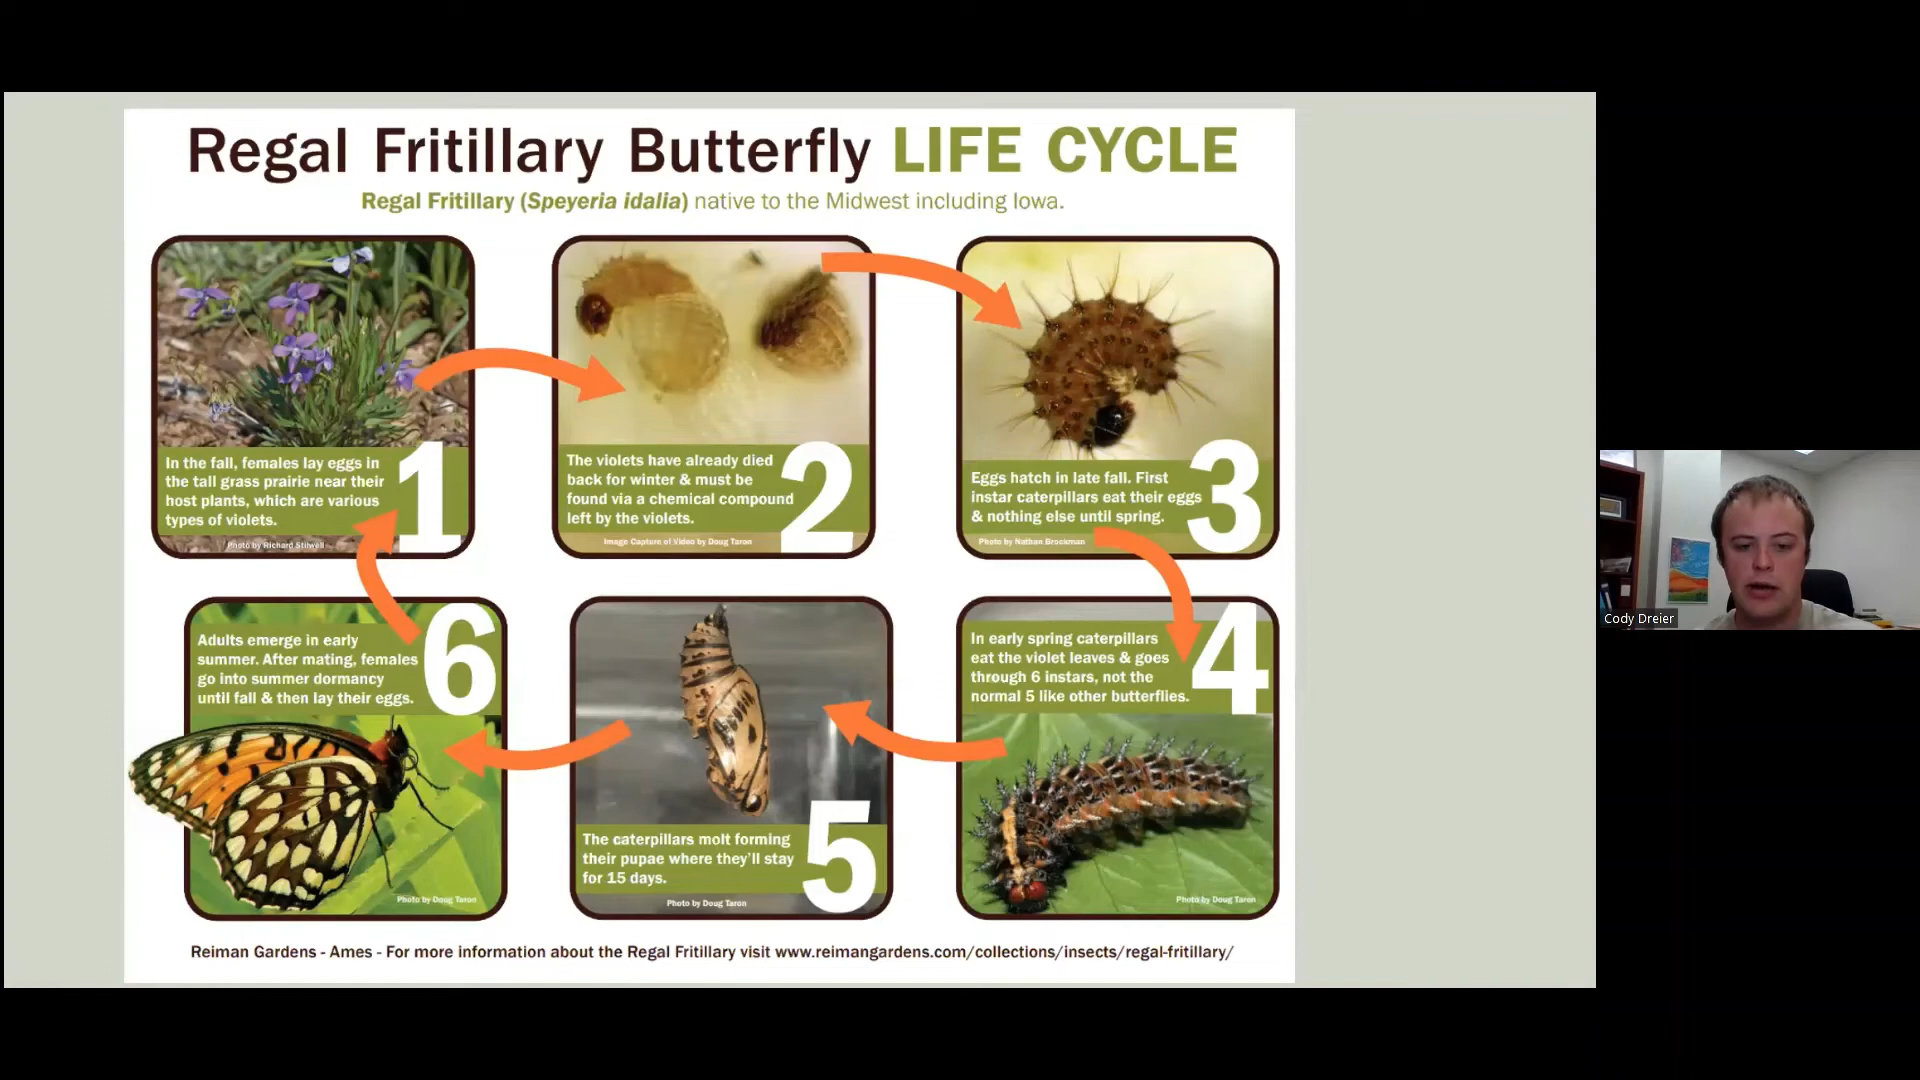 Regal Fritillary Butterfly LIFE CYCLE
Regal Fritillary (Speyeria idalia) native to the Midwest including Iowa.
In the fall, females lay eggs in
the tall grass prairie near their
host plants, which are various
types of violets.
1
Photo by Richard Stilwell
The violets have already died
back for winter & must be
found via a chemical compound
left by the violets.
2
Image Capture of Video by Doug Taron
Eggs hatch in late fall. First
instar caterpillars eat their eggs
& nothing else until spring.
3
Photo by Nathan Brockman
In early spring caterpillars
eat the violet leaves & goes
through 6 instars, not the
normal 5 like other butterflies.
4
Photo by Doug Taron
The caterpillars molt forming
their pupae where they'll stay
for 15 days.
5
Photo by Doug Taron
Adults emerge in early
summer. After mating, females
go into summer dormancy
until fall & then lay their eggs.
6
Photo by Doug Taron
Reiman Gardens - Ames - For more information about the Regal Fritillary visit www.reimangardens.com/collections/insects/regal-fritillary/
Cody Dreier